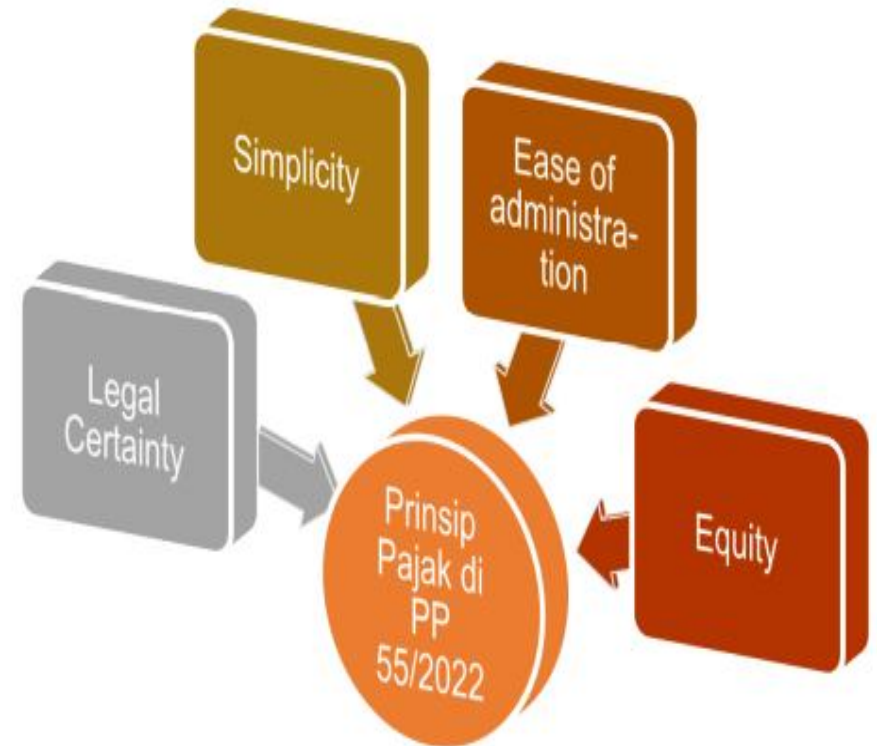 Simplicity
Ease of
administra-
tion
Legal
Certainty
Equity
Prinsip
Pajak di
PP
55/2022